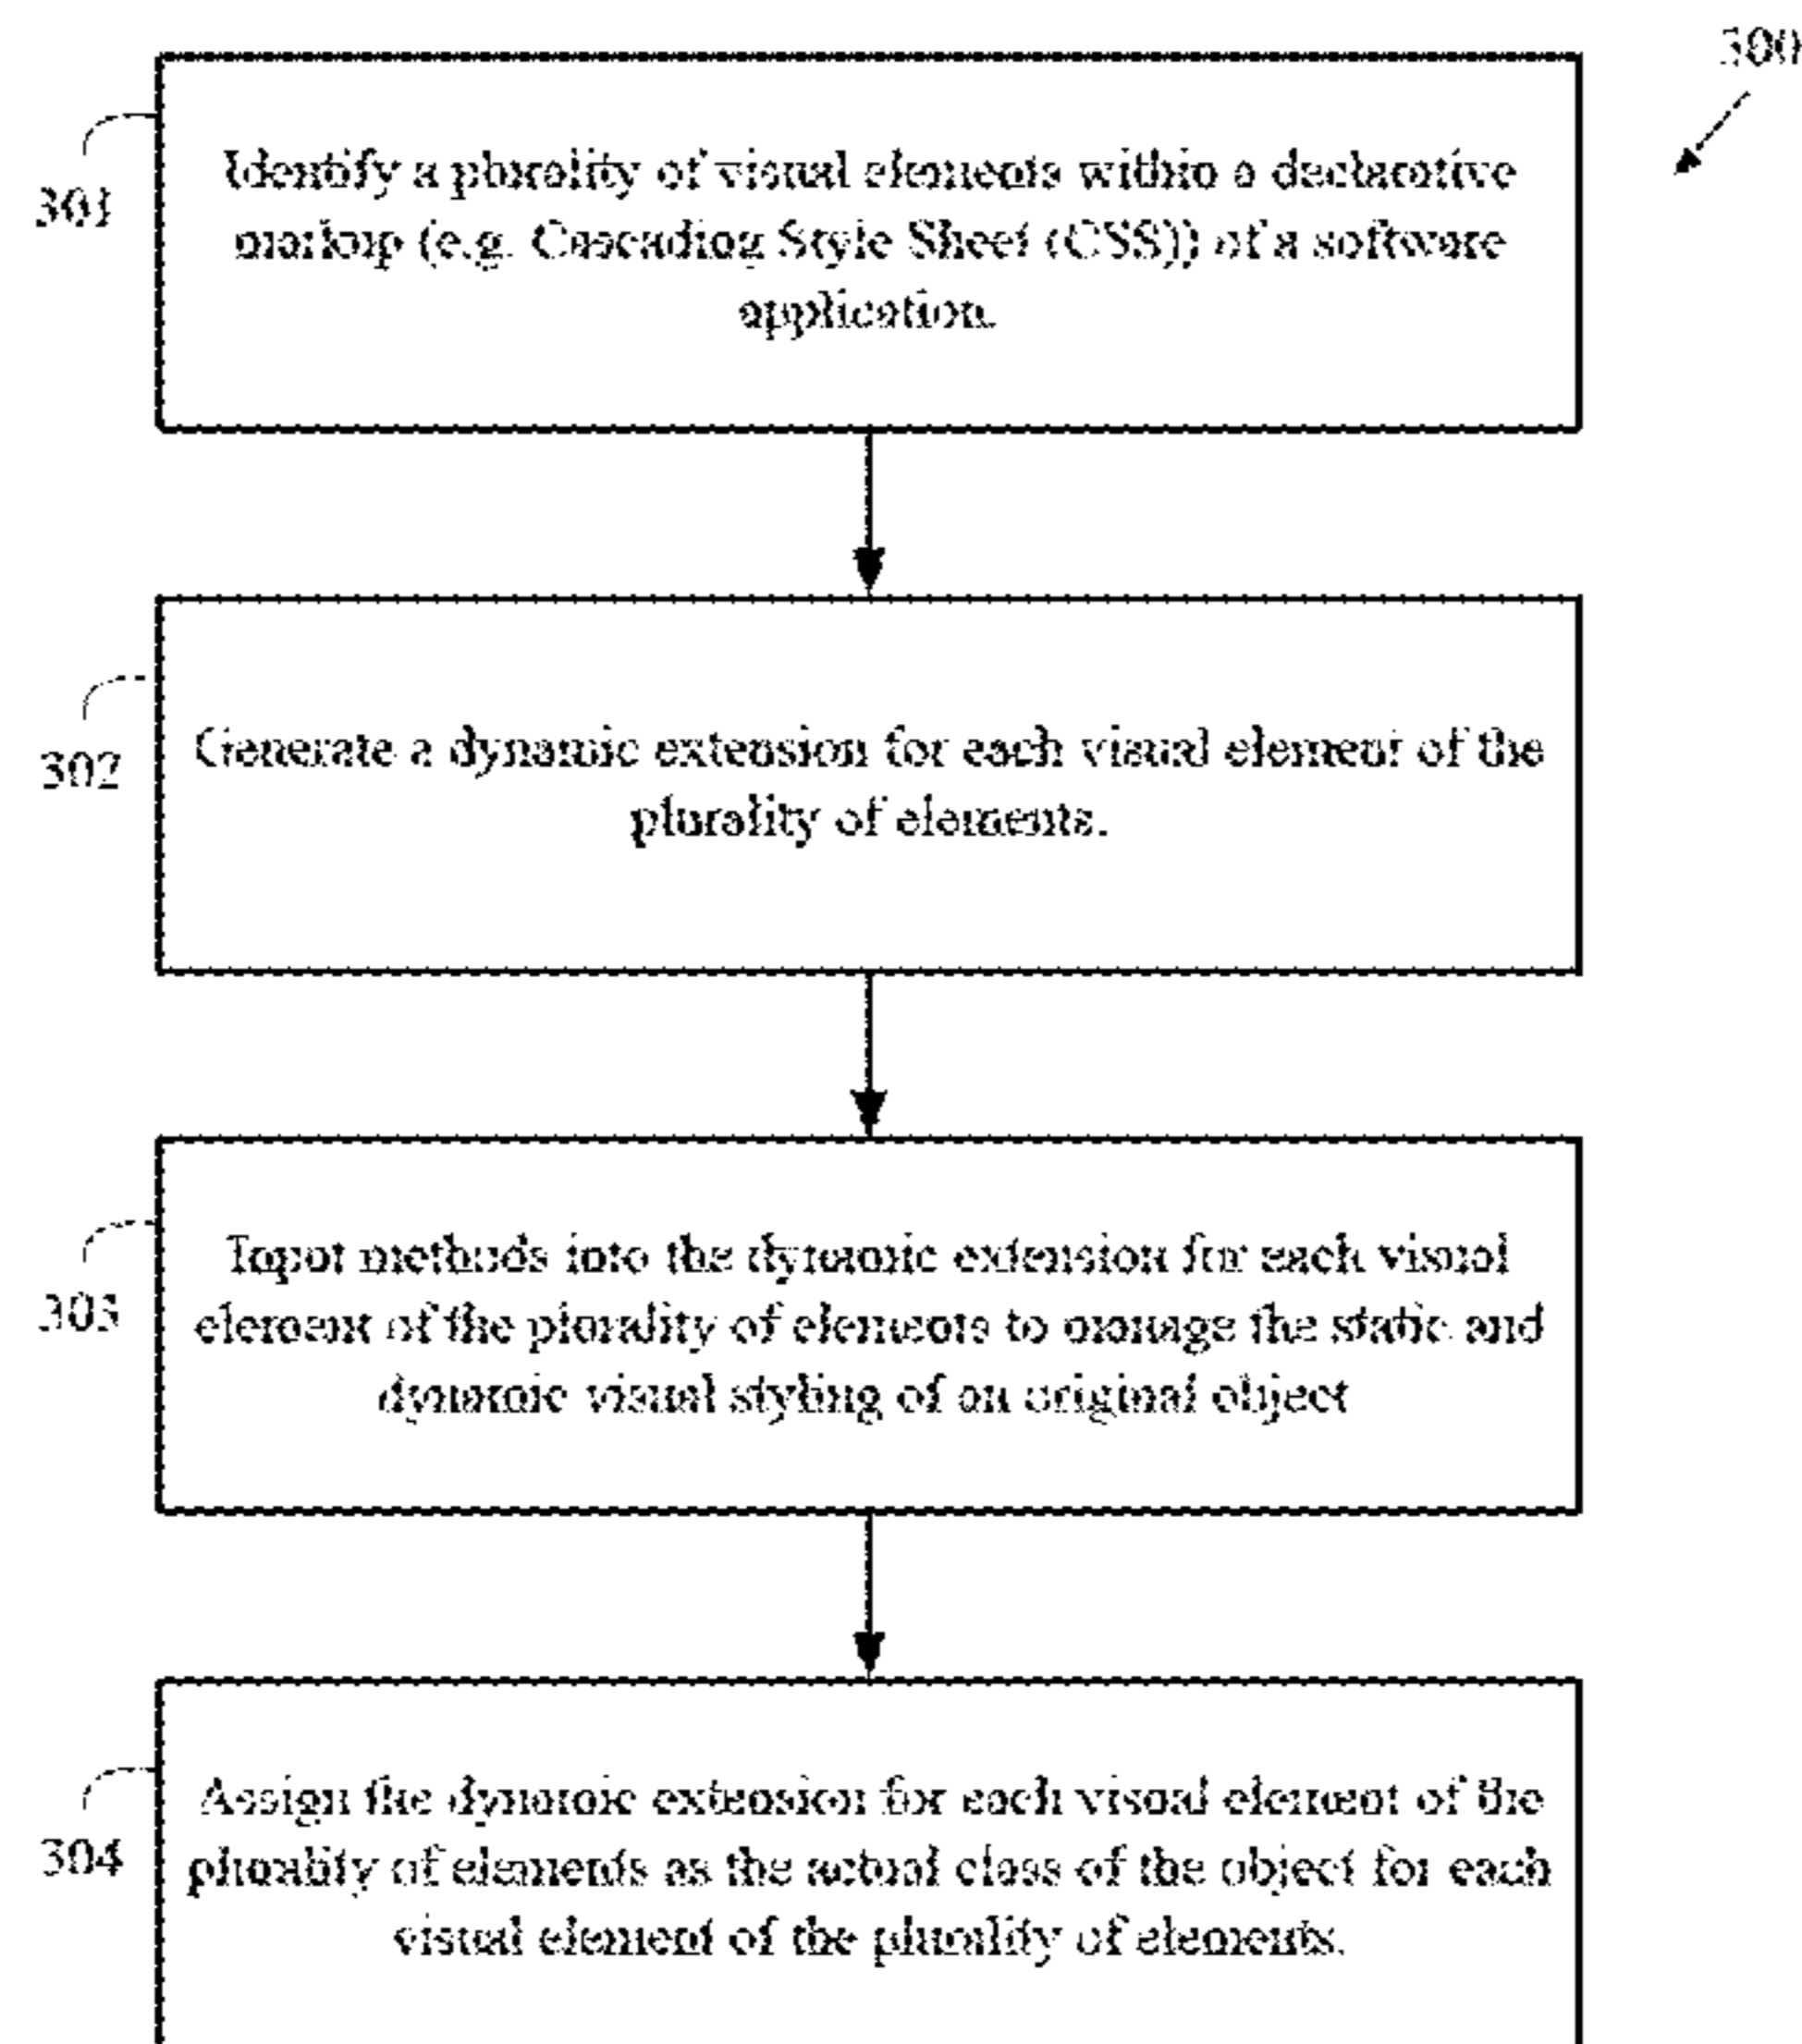 300
301
Identify a plurality of visual elements within a declarative
markup (e.g. Cascading Style Sheet (CSS)) of a software
application.
302
Generate a dynamic extension for each visual element of the
plurality of elements.
303
Input methods into the dynamic extension for each visual
element of the plurality of elements to manage the static and
dynamic visual styling of an original object
304
Assign the dynamic extension for each visual element of the
plurality of elements as the actual class of the object for each
visual element of the plurality of elements.